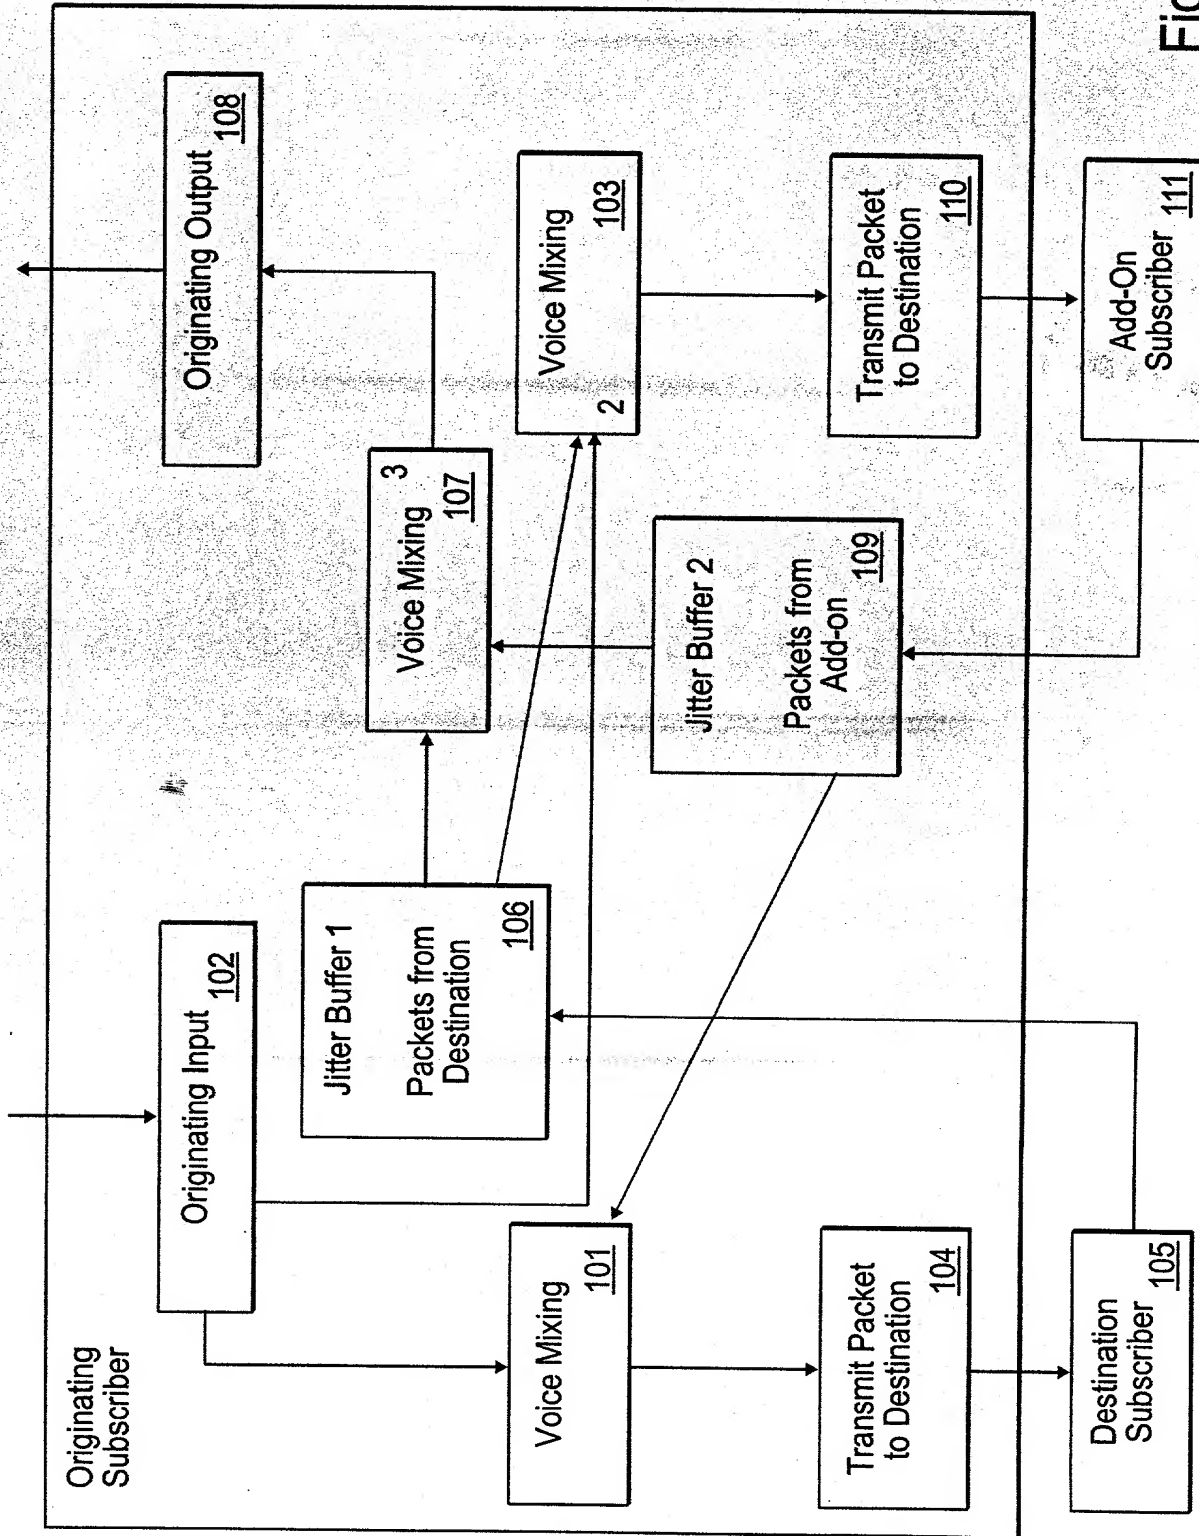 Originating
Subscriber
Originating Input
102
Originating Output
108
Jitter Buffer 1
Packets from
Destination
106
Voice Mixing
3
107
Voice Mixing
101
Jitter Buffer 2
Packets from
Add-on
109
Voice Mixing
2
103
Transmit Packet
to Destination
104
Transmit Packet
to Destination
110
Destination
Subscriber
105
Add-On
Subscriber
111